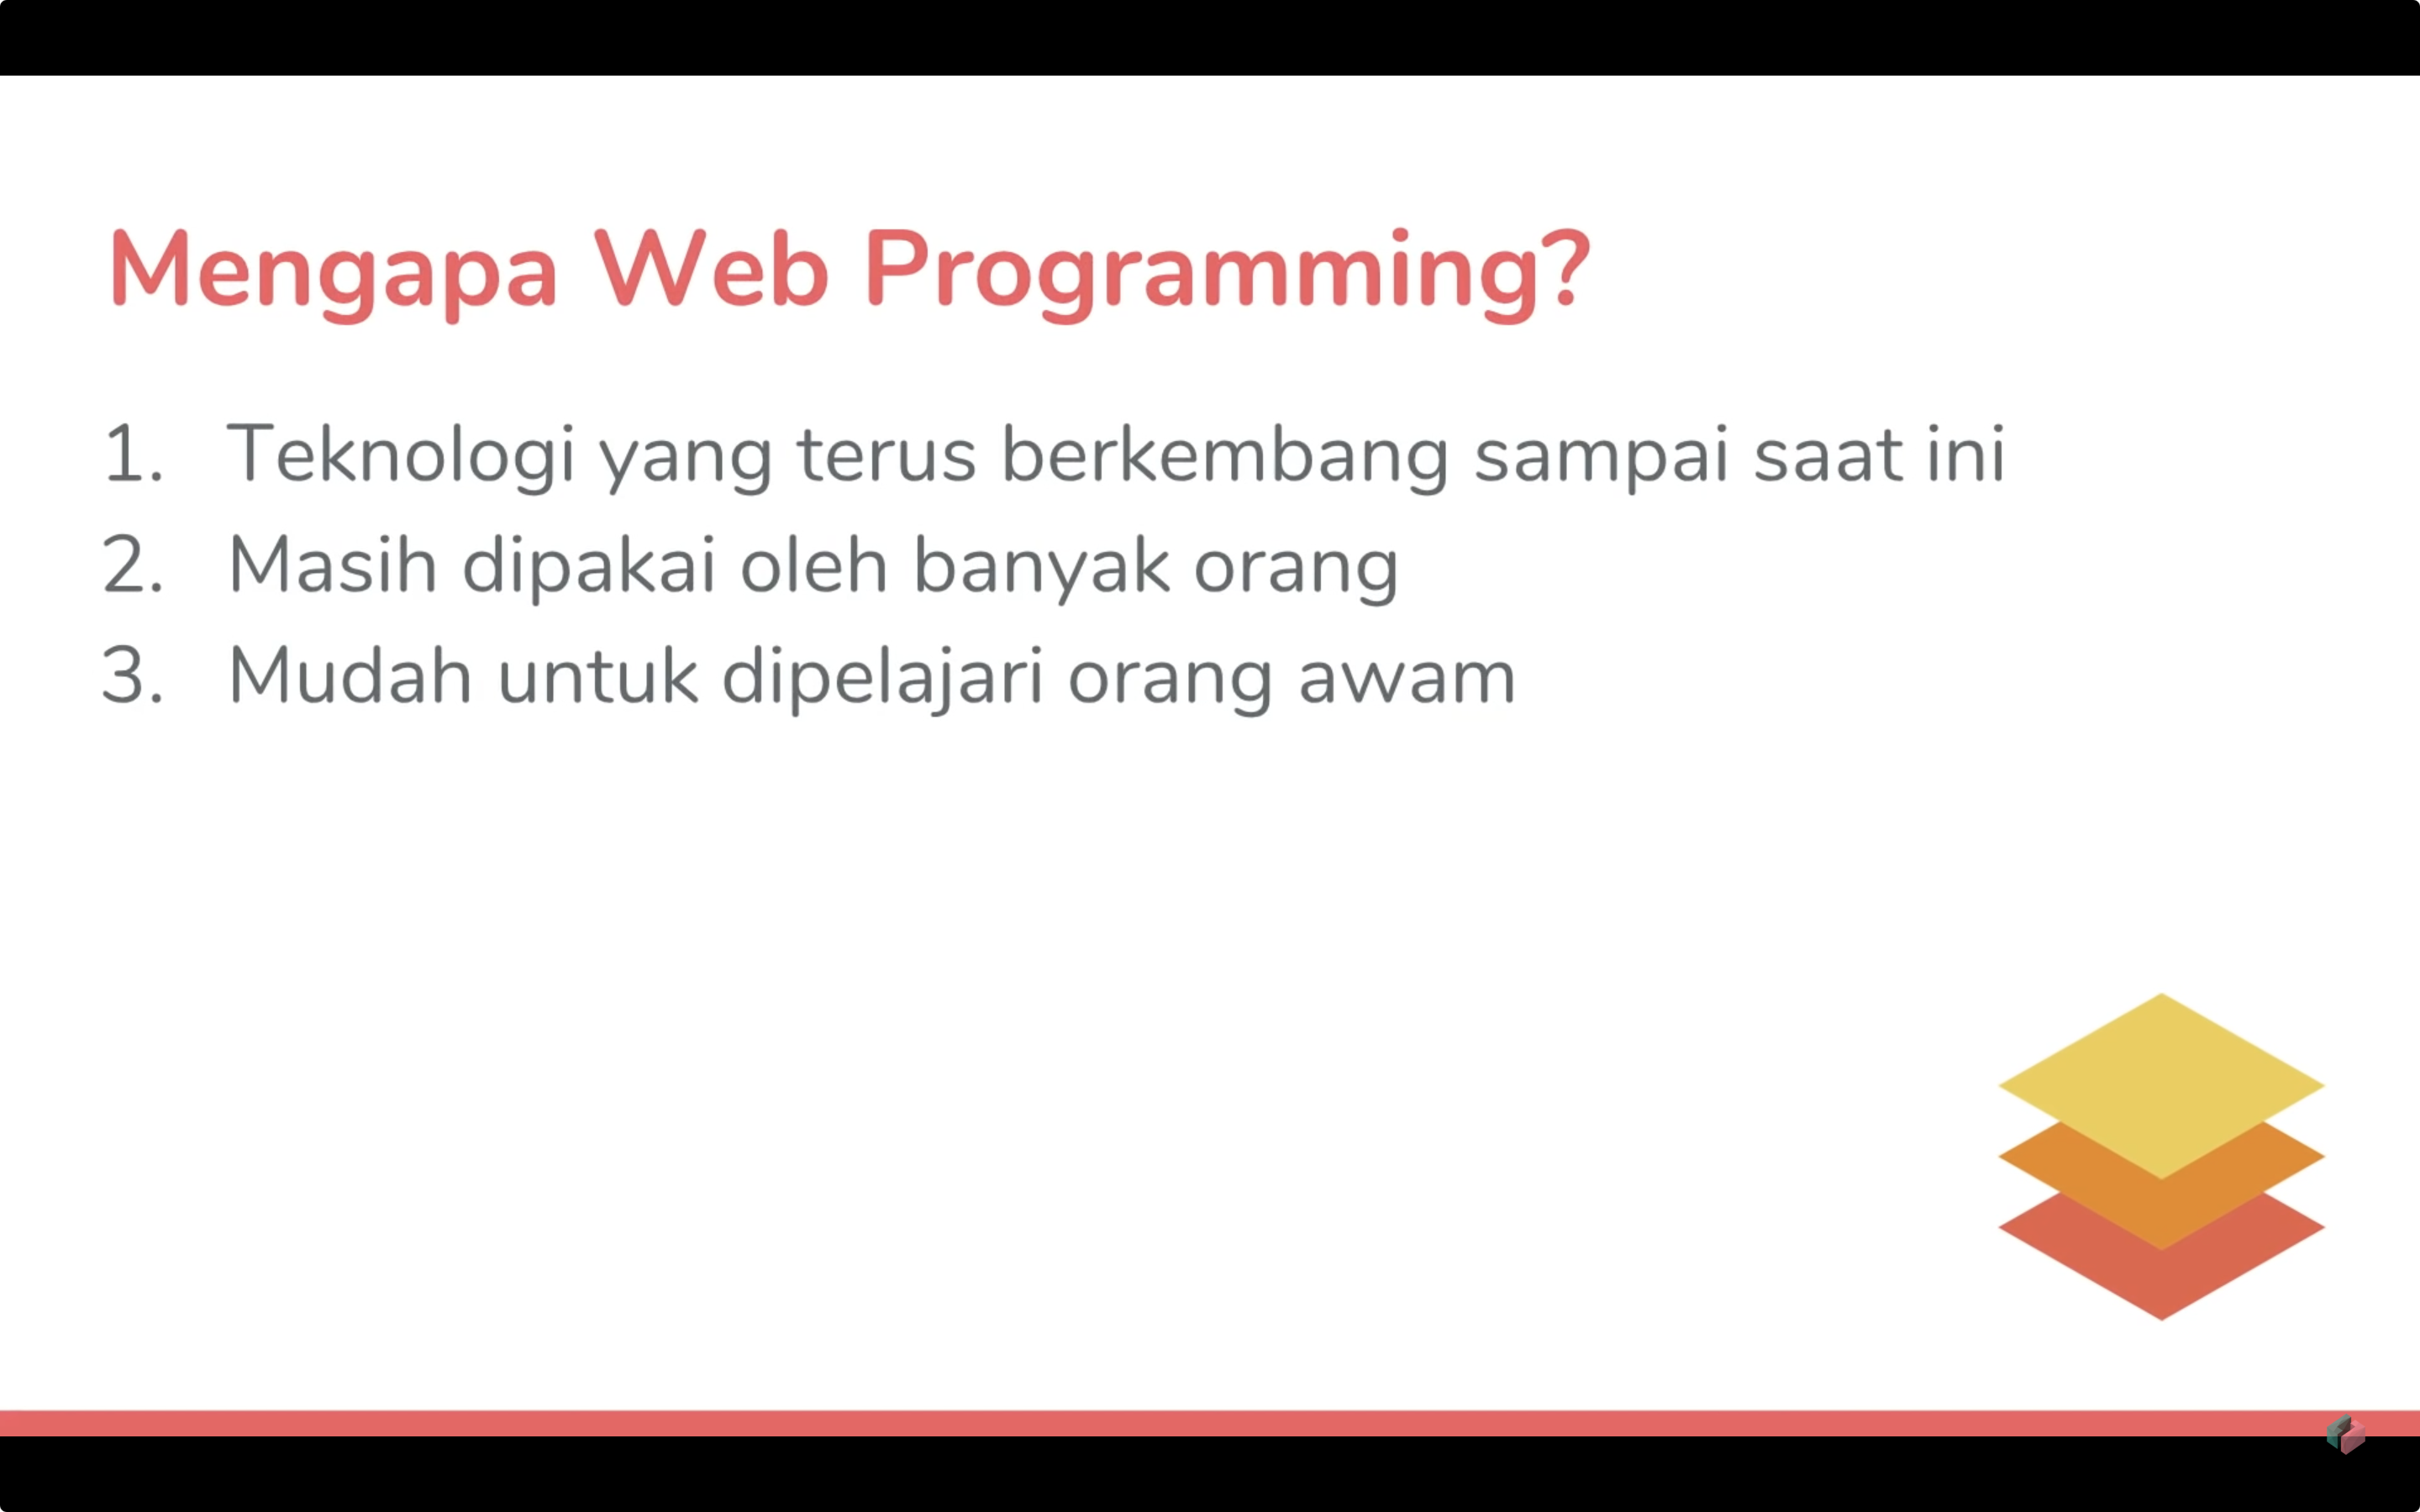 Mengapa Web Programming?
1. Teknologi yang terus berkembang sampai saat ini
2. Masih dipakai oleh banyak orang
3. Mudah untuk dipelajari orang awam